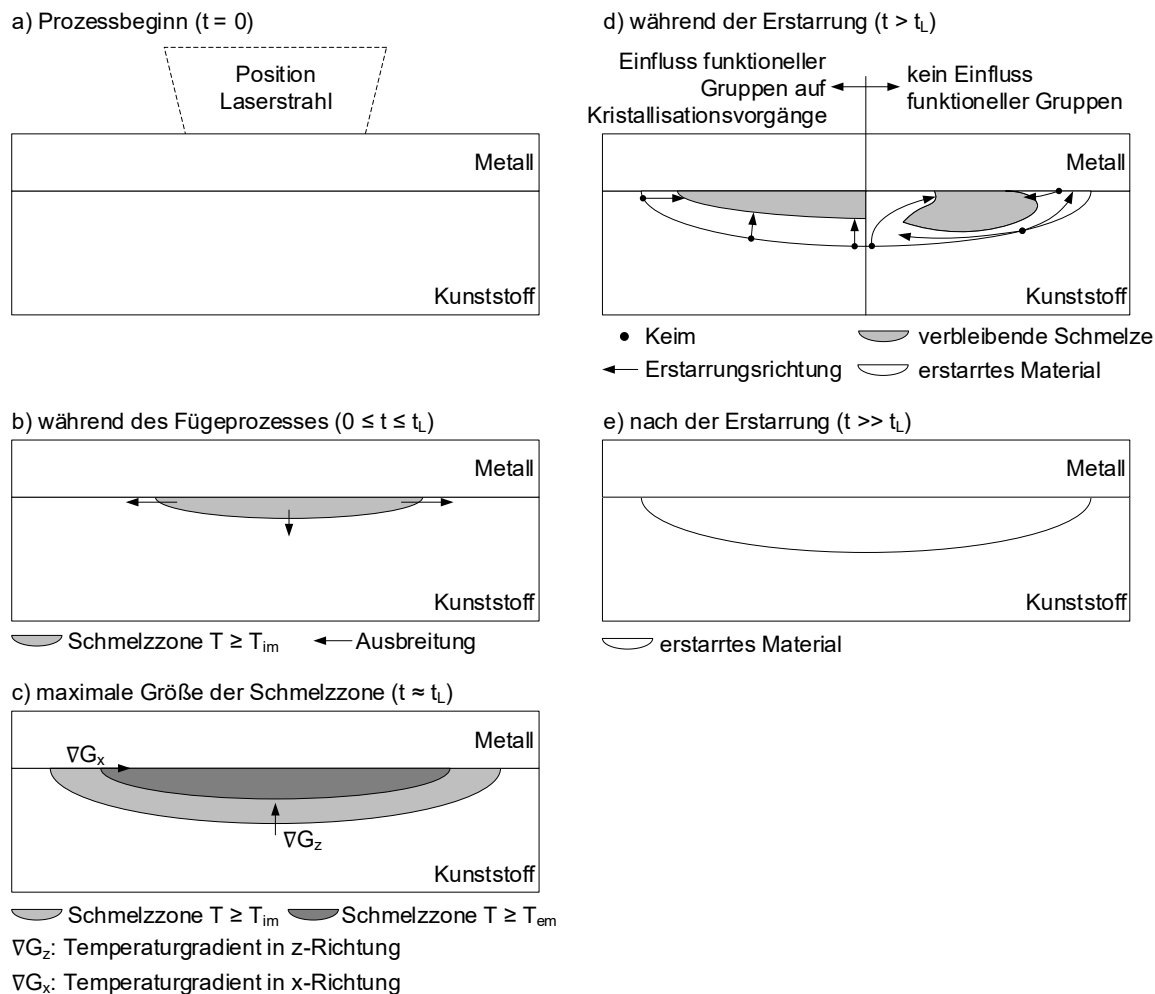 a) Prozessbeginn (t = 0)
Position
Laserstrahl
Metall
Kunststoff
b) während des Fügeprozesses (0 ≤ t ≤ tL)
Metall
Kunststoff
Schmelzzone T ≥ Tim
Ausbreitung
c) maximale Größe der Schmelzzone (t ≈ tL)
Metall
∇Gx
∇Gz
Kunststoff
Schmelzzone T ≥ Tim
Schmelzzone T ≥ Tem
∇Gz: Temperaturgradient in z-Richtung
∇Gx: Temperaturgradient in x-Richtung
d) während der Erstarrung (t > tL)
Einfluss funktioneller
Gruppen auf
Kristallisationsvorgänge
kein Einfluss
funktioneller Gruppen
Metall
Kunststoff
Keim
verbleibende Schmelze
Erstarrungsrichtung
erstarrtes Material
e) nach der Erstarrung (t >> tL)
Metall
Kunststoff
erstarrtes Material